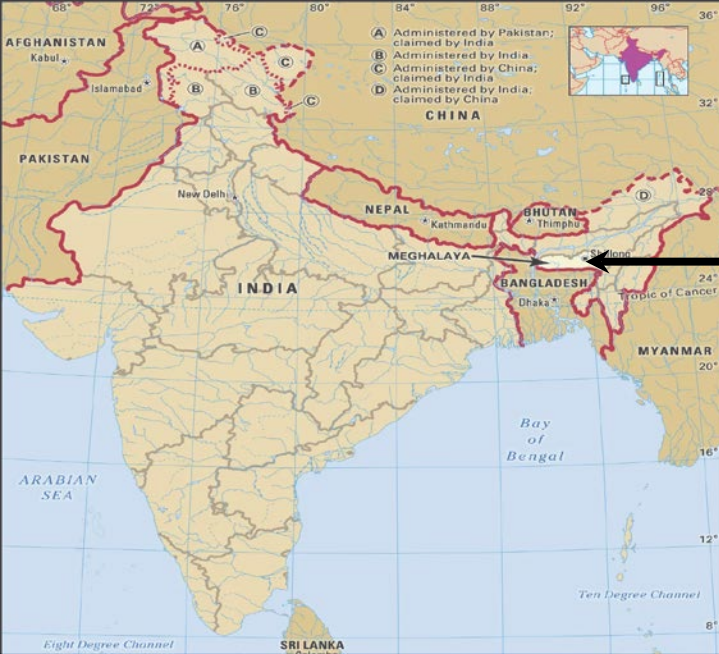 68°
72°
76°
80°
84°
88°
92°
96°
36°
AFGHANISTAN
Kabul
Islamabad
PAKISTAN
A
C
C
B
B
C
A Administered by Pakistan;
claimed by India
B Administered by India
C Administered by China;
claimed by India
D Administered by India;
claimed by China
CHINA
32°
New Delhi
NEPAL
Kathmandu
BHUTAN
Thimphu
D
28°
MEGHALAYA
INDIA
BANGLADESH
Dhaka
24°
Tropic of Cancer
MYANMAR
20°
Bay
of
Bengal
ARABIAN
SEA
16°
12°
Ten Degree Channel
8°
Eight Degree Channel
SRI LANKA